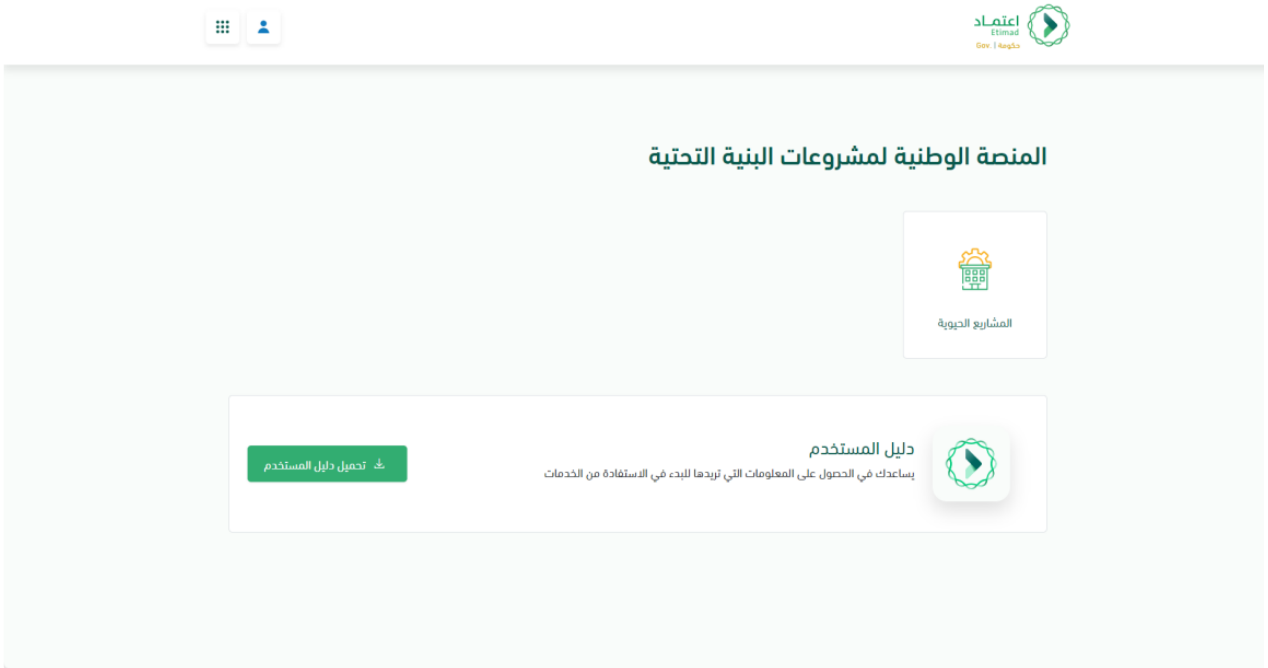 اعتماد
Etimad
حكومة | Gov.
المنصة الوطنية لمشروعات البنية التحتية
المشاريع الحيوية
دليل المستخدم
يساعدك في الحصول على المعلومات التي تريدها للبدء في الاستفادة من الخدمات
تحميل دليل المستخدم